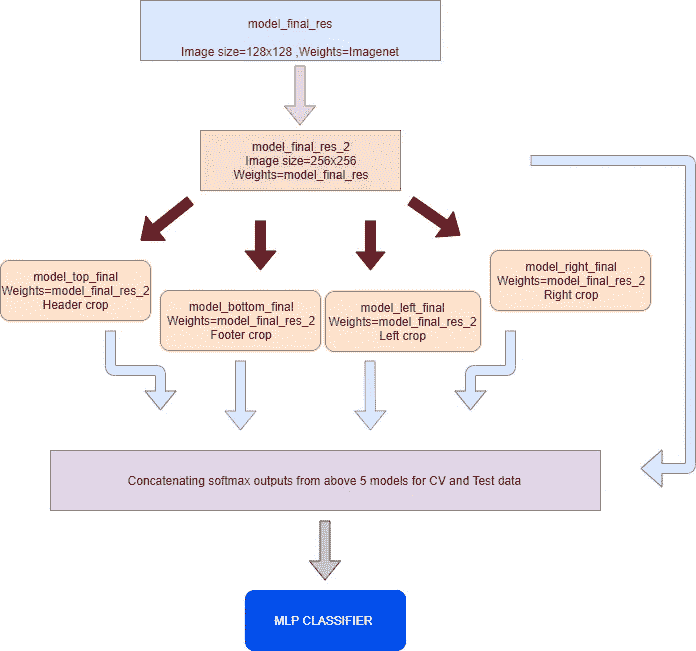 model_final_res
Image size=128x128 ,Weights=Imagenet
model_final_res_2
Image size=256x256
Weights=model_final_res
model_top_final
Weights=model_final_res_2
Header crop
model_bottom_final
Weights=model_final_res_2
Footer crop
model_left_final
Weights=model_final_res_2
Left crop
model_right_final
Weights=model_final_res_2
Right crop
Concatenating softmax outputs from above 5 models for CV and Test data
MLP CLASSIFIER